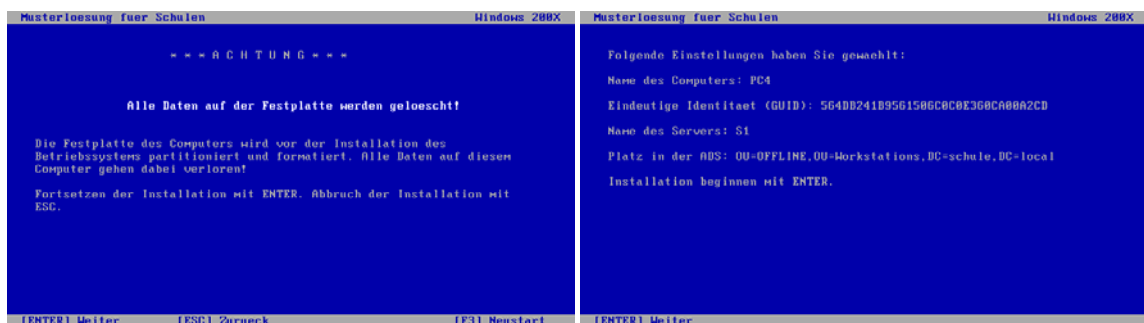 Musterloesung fuer Schulen Windows 200X
* * * A C H T U N G * * *
Alle Daten auf der Festplatte werden geloescht!
Die Festplatte des Computers wird vor der Installation des
Betriebssystems partitioniert und formatiert. Alle Daten auf diesem
Computer gehen dabei verloren!
Fortsetzen der Installation mit ENTER. Abbruch der Installation mit
ESC.
[ENTER] Weiter [ESC] Zurueck [F3] Neustart
Musterloesung fuer Schulen Windows 200X
Folgende Einstellungen haben Sie gewaehlt:
Name des Computers: PC4
Eindeutige Identitaet (GUID): 564DB241B9561506C0C0E360CA00A2CD
Name des Servers: S1
Platz in der ADS: OU=OFFLINE,OU=Workstations,DC=schule,DC=local
Installation beginnen mit ENTER.
[ENTER] Weiter